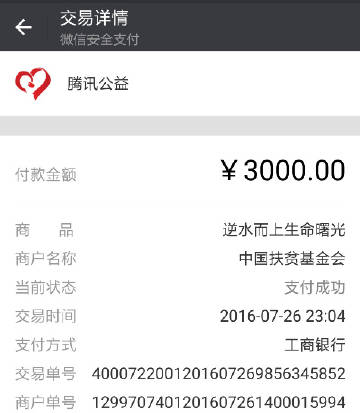 交易详情
微信安全支付
腾讯公益
付款金额 ￥3000.00
商 品 逆水而上生命曙光
商户名称 中国扶贫基金会
当前状态 支付成功
交易时间 2016-07-26 23:04
支付方式 工商银行
交易单号 4000722001201607269856345852
商户单号 1299707401201607261400015994